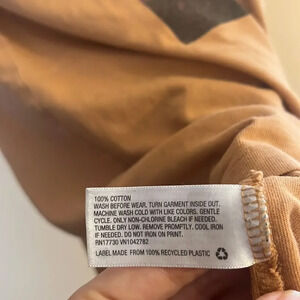 100% COTTON
WASH BEFORE WEAR. TURN GARMENT INSIDE OUT.
MACHINE WASH COLD WITH LIKE COLORS. GENTLE
CYCLE. ONLY NON-CHLORINE BLEACH IF NEEDED.
TUMBLE DRY LOW. REMOVE PROMPTLY. COOL IRON
IF NEEDED. DO NOT IRON ON PRINT.
RN17730 VN1042782
LABEL MADE FROM 100% RECYCLED PLASTIC